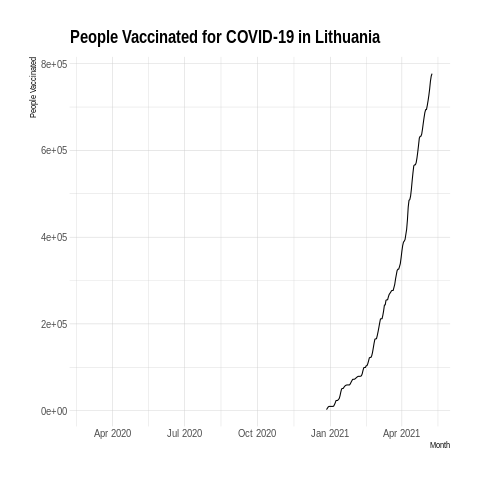 People Vaccinated for COVID-19 in Lithuania
People Vaccinated
8e+05
6e+05
4e+05
2e+05
0e+00
Apr 2020
Jul 2020
Oct 2020
Jan 2021
Apr 2021
Month